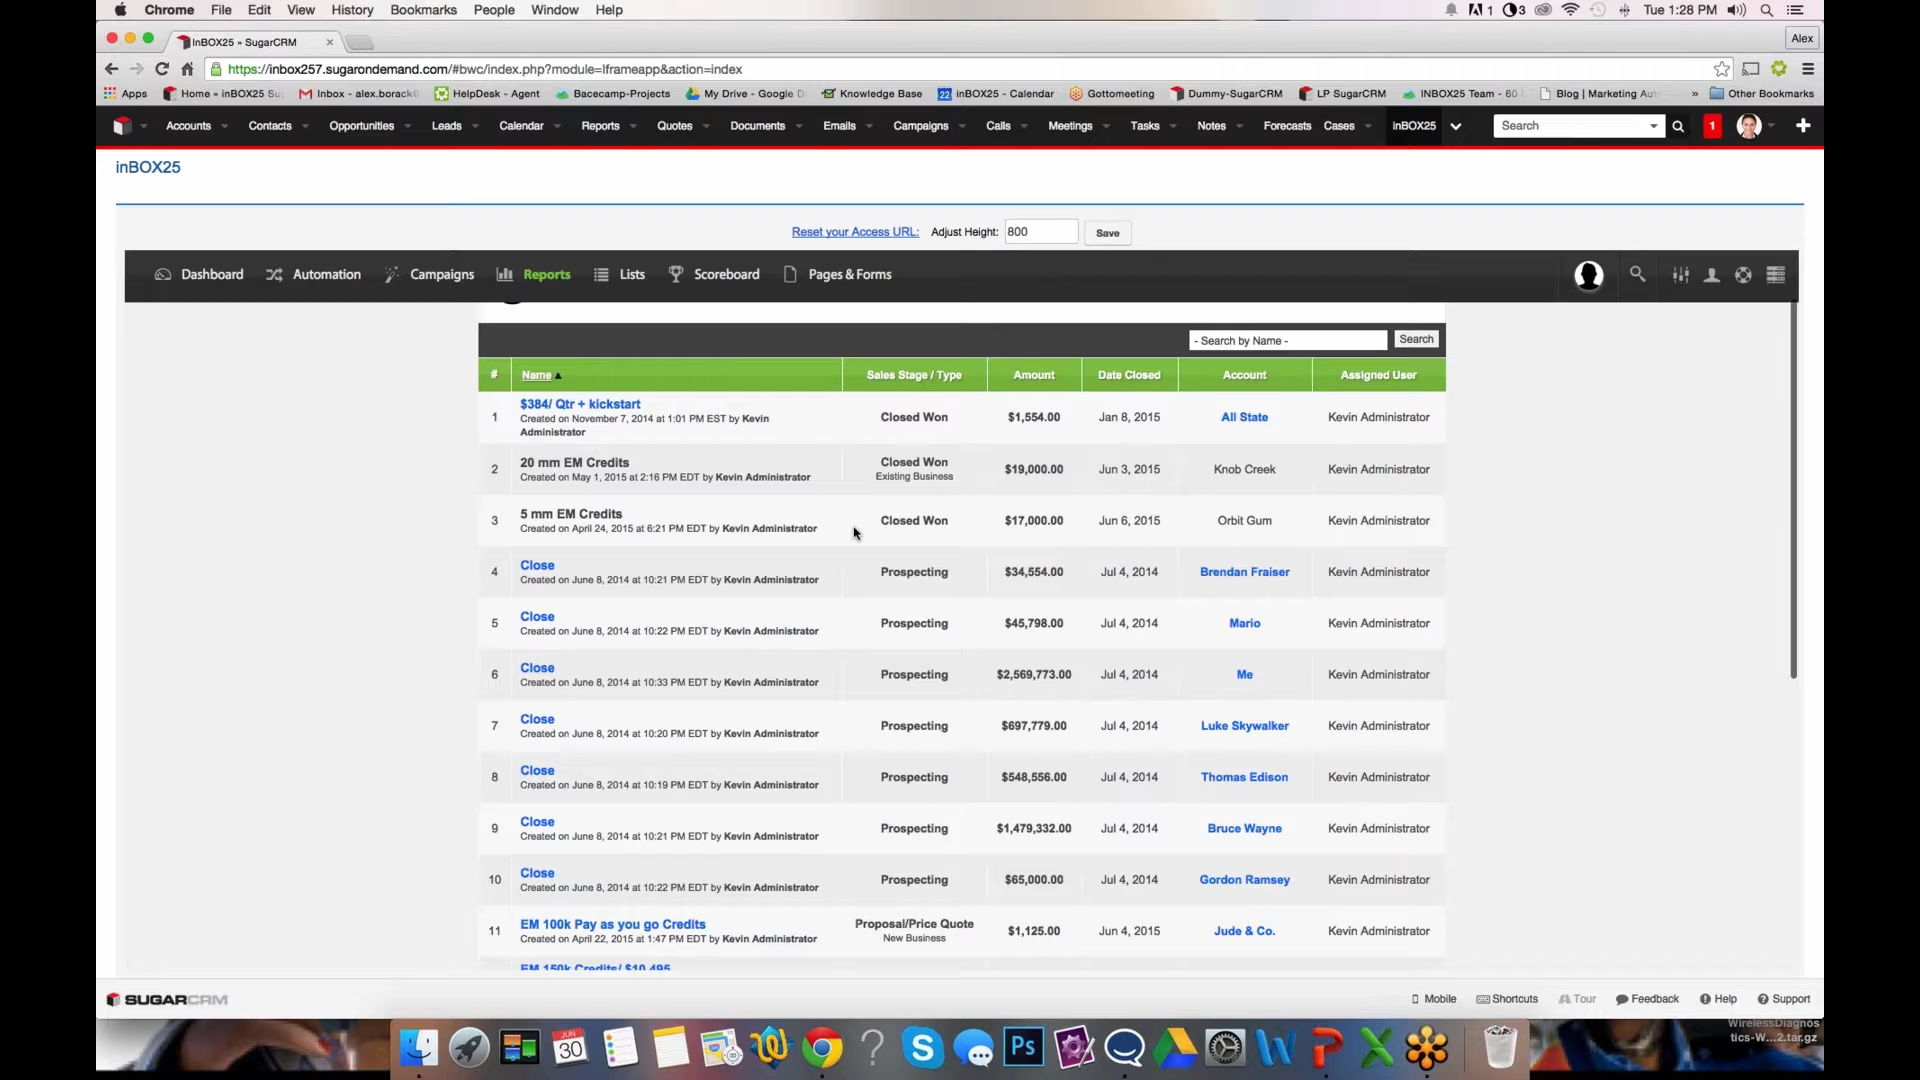 Chrome File Edit View History Bookmarks People Window Help 1 3 Tue 1:28 PM
InBOX25 » SugarCRM Alex
https://inbox257.sugarondemand.com/#bwc/index.php?module=Iframeapp&action=index
Apps Home » inBOX25 Su Inbox - alex.borack HelpDesk - Agent Bacecamp-Projects My Drive - Google D Knowledge Base 22 inBOX25 - Calendar Gottomeeting Dummy-SugarCRM LP SugarCRM INBOX25 Team - 60 Blog | Marketing Aut » Other Bookmarks
Accounts Contacts Opportunities Leads Calendar Reports Quotes Documents Emails Campaigns Calls Meetings Tasks Notes Forecasts Cases inBOX25 Search 1
inBOX25
Reset your Access URL: Adjust Height: 800 Save
Dashboard Automation Campaigns Reports Lists Scoreboard Pages & Forms
- Search by Name - Search
# Name Sales Stage / Type Amount Date Closed Account Assigned User
1 $384/ Qtr + kickstart Closed Won $1,554.00 Jan 8, 2015 All State Kevin Administrator
Created on November 7, 2014 at 1:01 PM EST by Kevin
Administrator
2 20 mm EM Credits Closed Won $19,000.00 Jun 3, 2015 Knob Creek Kevin Administrator
Created on May 1, 2015 at 2:16 PM EDT by Kevin Administrator Existing Business
3 5 mm EM Credits Closed Won $17,000.00 Jun 6, 2015 Orbit Gum Kevin Administrator
Created on April 24, 2015 at 6:21 PM EDT by Kevin Administrator
4 Close Prospecting $34,554.00 Jul 4, 2014 Brendan Fraiser Kevin Administrator
Created on June 8, 2014 at 10:21 PM EDT by Kevin Administrator
5 Close Prospecting $45,798.00 Jul 4, 2014 Mario Kevin Administrator
Created on June 8, 2014 at 10:22 PM EDT by Kevin Administrator
6 Close Prospecting $2,569,773.00 Jul 4, 2014 Me Kevin Administrator
Created on June 8, 2014 at 10:33 PM EDT by Kevin Administrator
7 Close Prospecting $697,779.00 Jul 4, 2014 Luke Skywalker Kevin Administrator
Created on June 8, 2014 at 10:20 PM EDT by Kevin Administrator
8 Close Prospecting $548,556.00 Jul 4, 2014 Thomas Edison Kevin Administrator
Created on June 8, 2014 at 10:19 PM EDT by Kevin Administrator
9 Close Prospecting $1,479,332.00 Jul 4, 2014 Bruce Wayne Kevin Administrator
Created on June 8, 2014 at 10:21 PM EDT by Kevin Administrator
10 Close Prospecting $65,000.00 Jul 4, 2014 Gordon Ramsey Kevin Administrator
Created on June 8, 2014 at 10:22 PM EDT by Kevin Administrator
11 EM 100k Pay as you go Credits Proposal/Price Quote $1,125.00 Jun 4, 2015 Jude & Co. Kevin Administrator
Created on April 22, 2015 at 1:47 PM EDT by Kevin Administrator New Business
EM 150k Credits/ $10,495
SUGARCRM Mobile Shortcuts Tour Feedback Help Support
WirelessDiagnos
tics-W...2.tar.gz
JUN
30
Ps